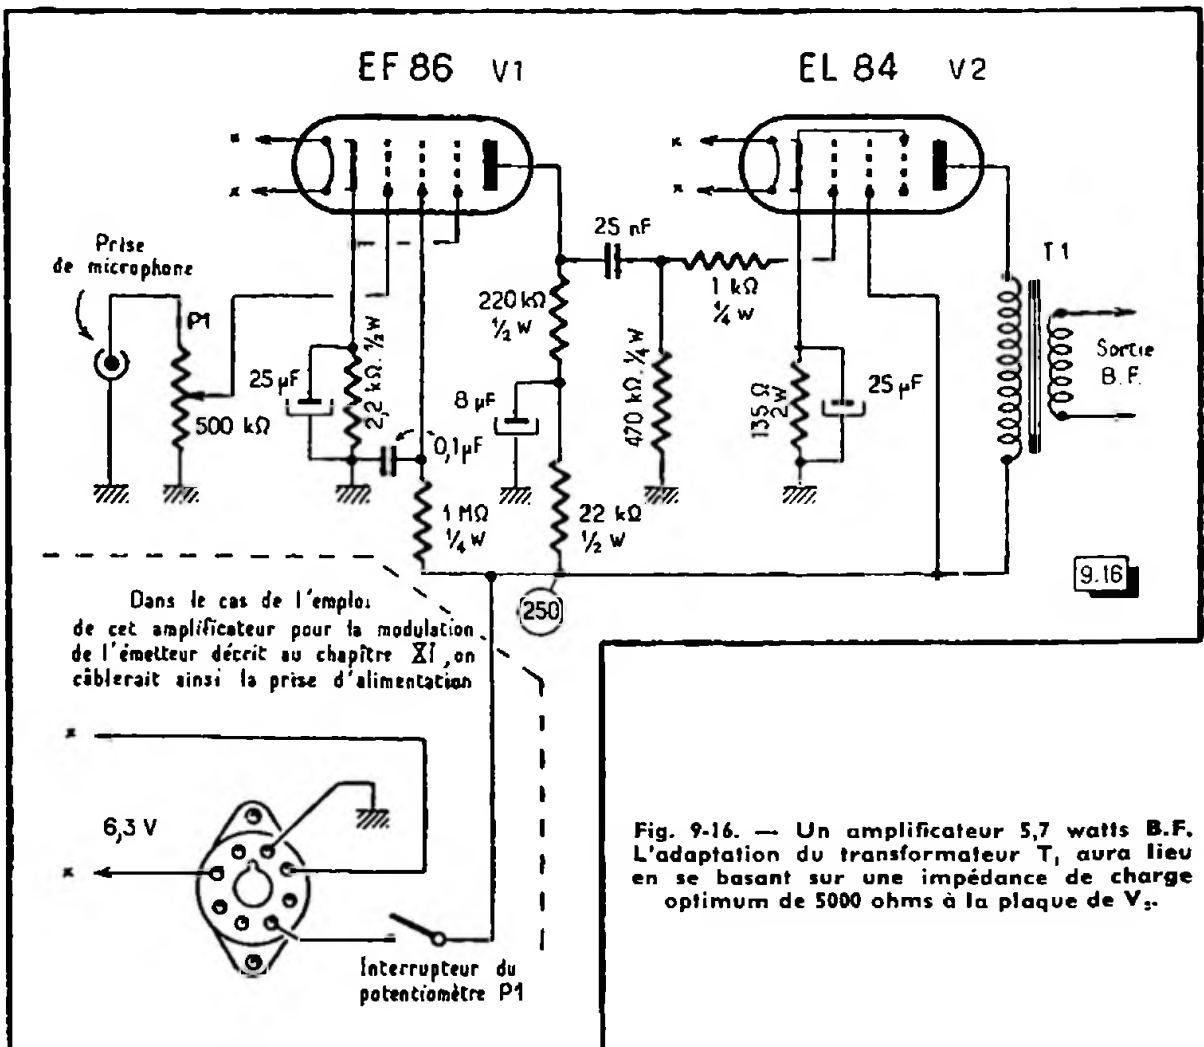 EF 86 V1
EL 84 V2
x
x
x
x
Prise
de microphone
P1
500 kΩ
25 µF
2,2 kΩ. ½ W
0,1 µF
1 MΩ
¼ W
220 kΩ
½ W
8 µF
22 kΩ
½ W
25 nF
470 kΩ. ¼ W
1 kΩ
¼ W
135 Ω
2W
25 µF
T1
Sortie
B.F.
250
9.16
Dans le cas de l'emploi
de cet amplificateur pour la modulation
de l'émetteur décrit au chapître XI, on
câblerait ainsi la prise d'alimentation
x
6,3 V
x
Interrupteur du
potentiomètre P1
Fig. 9-16. — Un amplificateur 5,7 watts B.F.
L'adaptation du transformateur T₁ aura lieu
en se basant sur une impédance de charge
optimum de 5000 ohms à la plaque de V₂.